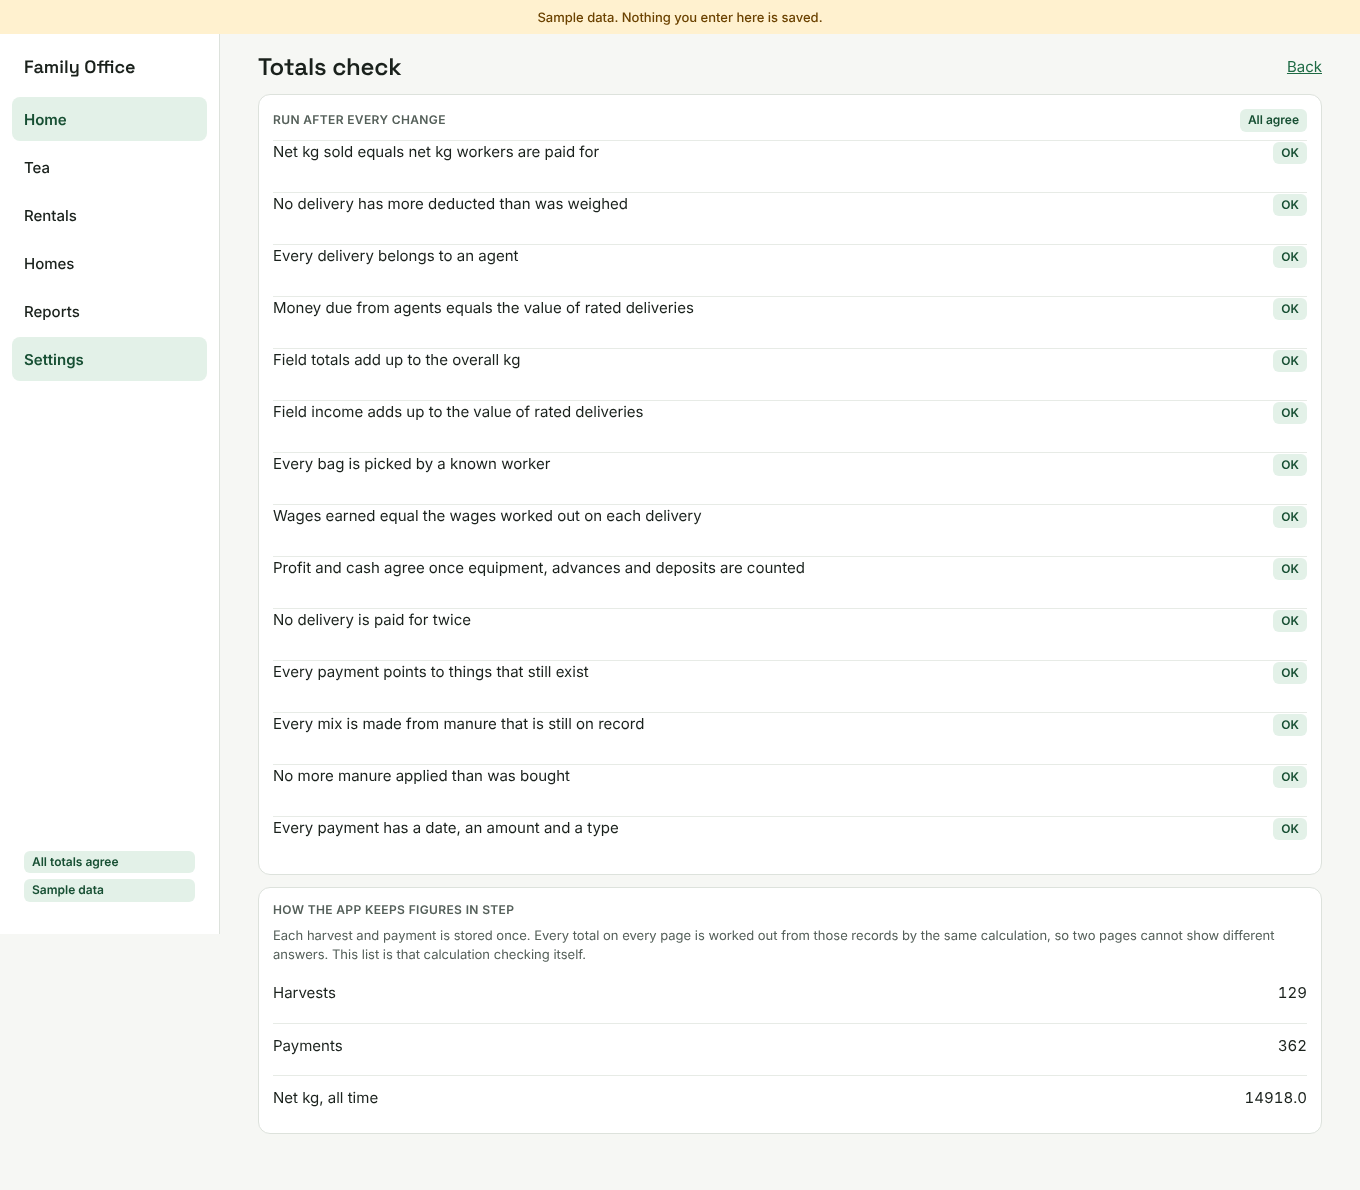 Sample data. Nothing you enter here is saved.
Family Office
Home
Tea
Rentals
Homes
Reports
Settings
All totals agree
Sample data
Totals check
Back
RUN AFTER EVERY CHANGE
All agree
Net kg sold equals net kg workers are paid for
OK
No delivery has more deducted than was weighed
OK
Every delivery belongs to an agent
OK
Money due from agents equals the value of rated deliveries
OK
Field totals add up to the overall kg
OK
Field income adds up to the value of rated deliveries
OK
Every bag is picked by a known worker
OK
Wages earned equal the wages worked out on each delivery
OK
Profit and cash agree once equipment, advances and deposits are counted
OK
No delivery is paid for twice
OK
Every payment points to things that still exist
OK
Every mix is made from manure that is still on record
OK
No more manure applied than was bought
OK
Every payment has a date, an amount and a type
OK
HOW THE APP KEEPS FIGURES IN STEP
Each harvest and payment is stored once. Every total on every page is worked out from those records by the same calculation, so two pages cannot show different
answers. This list is that calculation checking itself.
Harvests
129
Payments
362
Net kg, all time
14918.0